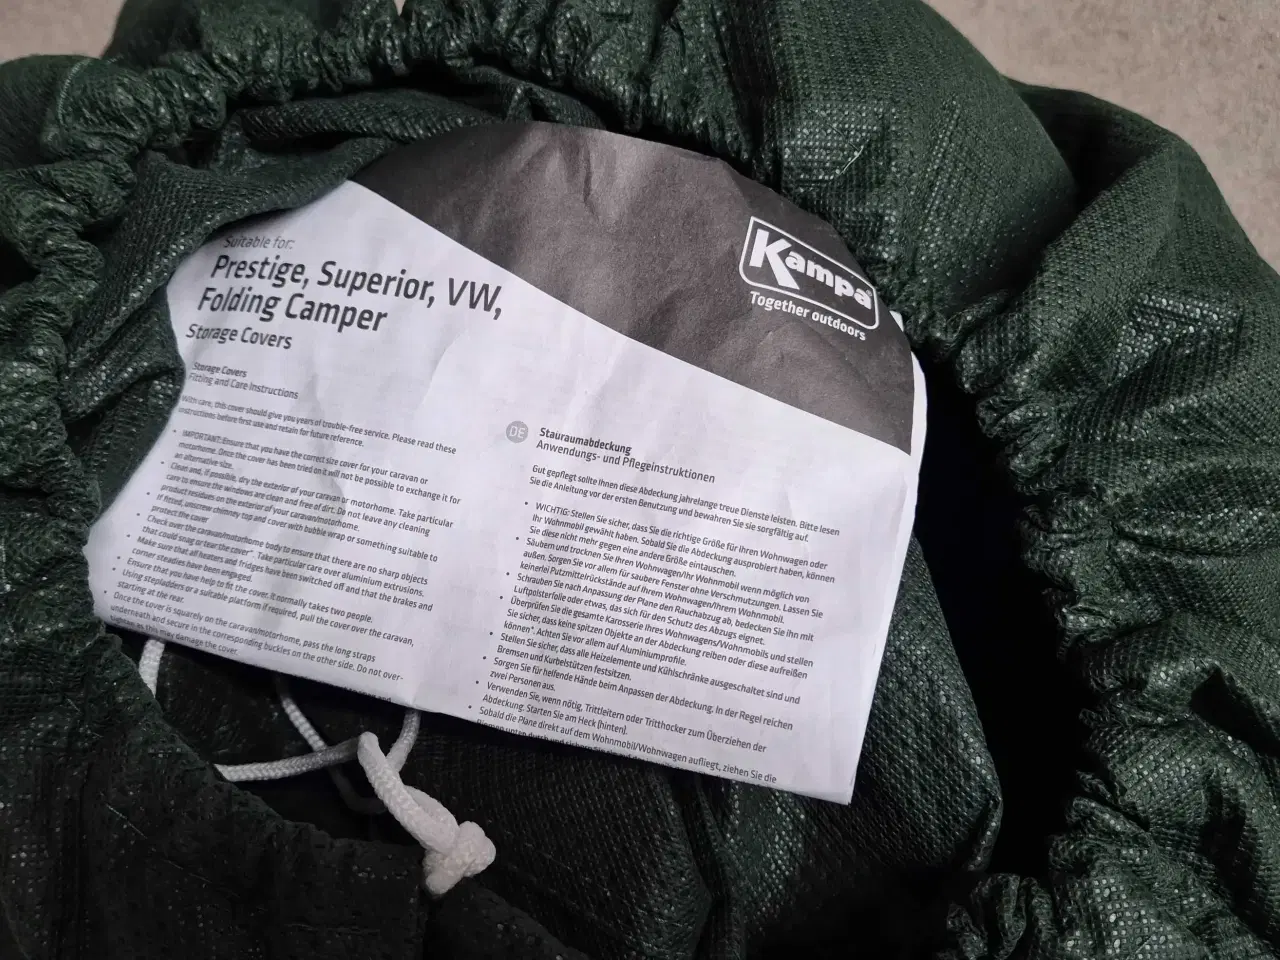 Kampa
Together outdoors
Suitable for:
Prestige, Superior, VW,
Folding Camper
Storage Covers
Storage Covers
Fitting and Care Instructions
With care, this cover should give you years of trouble-free service. Please read these
instructions before first use and retain for future reference.
• IMPORTANT: Ensure that you have the correct size cover for your caravan or
motorhome. Once the cover has been tried on it will not be possible to exchange it for
an alternative size.
• Clean and, if possible, dry the exterior of your caravan or motorhome. Take particular
care to ensure the windows are clean and free of dirt. Do not leave any cleaning
product residues on the exterior of your caravan/motorhome.
• If fitted, unscrew chimney top and cover with bubble wrap or something suitable to
protect the cover
• Check over the caravan/motorhome body to ensure that there are no sharp objects
that could snag or tear the cover*. Take particular care over aluminium extrusions.
• Make sure that all heaters and fridges have been switched off and that the brakes and
corner steadies have been engaged.
• Ensure that you have help to fit the cover. It normally takes two people.
• Using stepladders or a suitable platform if required, pull the cover over the caravan,
starting at the rear.
• Once the cover is squarely on the caravan/motorhome, pass the long straps
underneath and secure in the corresponding buckles on the other side. Do not over-
tighten as this may damage the cover.
DE
Stauraumabdeckung
Anwendungs- und Pflegeinstruktionen
Gut gepflegt sollte Ihnen diese Abdeckung jahrelange treue Dienste leisten. Bitte lesen
Sie die Anleitung vor der ersten Benutzung und bewahren Sie sie sorgfältig auf.
• WICHTIG: Stellen Sie sicher, dass Sie die richtige Größe für Ihren Wohnwagen oder
Ihr Wohnmobil gewählt haben. Sobald Sie die Abdeckung ausprobiert haben, können
Sie diese nicht mehr gegen eine andere Größe eintauschen.
• Säubern und trocknen Sie Ihren Wohnwagen/Ihr Wohnmobil wenn möglich von
außen. Sorgen Sie vor allem für saubere Fenster ohne Verschmutzungen. Lassen Sie
keinerlei Putzmittelrückstände auf Ihrem Wohnwagen/Ihrem Wohnmobil.
• Schrauben Sie nach Anpassung der Plane den Rauchabzug ab, bedecken Sie ihn mit
Luftpolsterfolie oder etwas, das sich für den Schutz des Abzugs eignet.
• Überprüfen Sie die gesamte Karosserie Ihres Wohnwagens/Wohnmobils und stellen
Sie sicher, dass keine spitzen Objekte an der Abdeckung reiben oder diese aufreißen
können*. Achten Sie vor allem auf Aluminiumprofile.
• Stellen Sie sicher, dass alle Heizelemente und Kühlschränke ausgeschaltet sind und
Bremsen und Kurbelstützen festsitzen.
• Sorgen Sie für helfende Hände beim Anpassen der Abdeckung. In der Regel reichen
zwei Personen aus.
• Verwenden Sie, wenn nötig, Trittleitern oder Tritthocker zum Überziehen der
Abdeckung. Starten Sie am Heck (hinten).
• Sobald die Plane direkt auf dem Wohnmobil/Wohnwagen aufliegt, ziehen Sie die
Riemen unten durch und sichern Sie